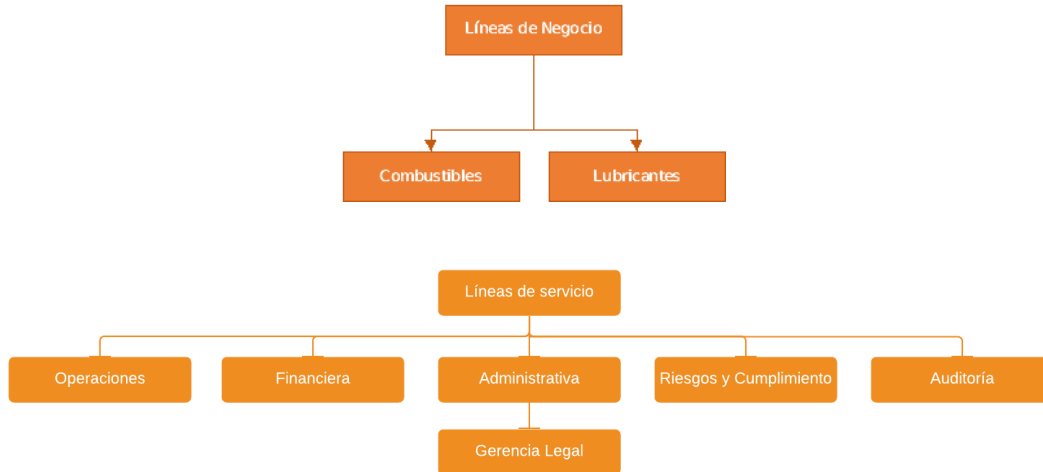 Líneas de Negocio
Combustibles
Lubricantes
Líneas de servicio
Operaciones
Financiera
Administrativa
Riesgos y Cumplimiento
Auditoría
Gerencia Legal